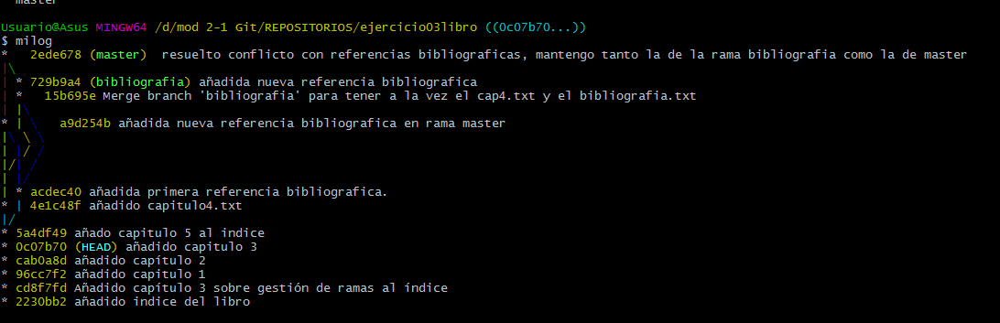 master
Usuario@Asus MINGW64 /d/mod 2-1 Git/REPOSITORIOS/ejercicio03libro ((0c07b70...))
$ milog
*   2ede678 (master)  resuelto conflicto con referencias bibliograficas, mantengo tanto la de la rama bibliografia como la de master
|\
| * 729b9a4 (bibliografia) añadida nueva referencia bibliografica
| *   15b695e Merge branch 'bibliografia' para tener a la vez el cap4.txt y el bibliografia.txt
| |\
* | \   a9d254b añadida nueva referencia bibliografica en rama master
|\ \ \
| |/ /
|/| /
| |/
| * acdec40 añadida primera referencia bibliografica.
* | 4e1c48f añadido capitulo4.txt
|/
* 5a4df49 añado capitulo 5 al indice
* 0c07b70 (HEAD) añadido capitulo 3
* cab0a8d añadido capítulo 2
* 96cc7f2 añadido capitulo 1
* cd8f7fd Añadido capítulo 3 sobre gestión de ramas al índice
* 2230bb2 añadido indice del libro